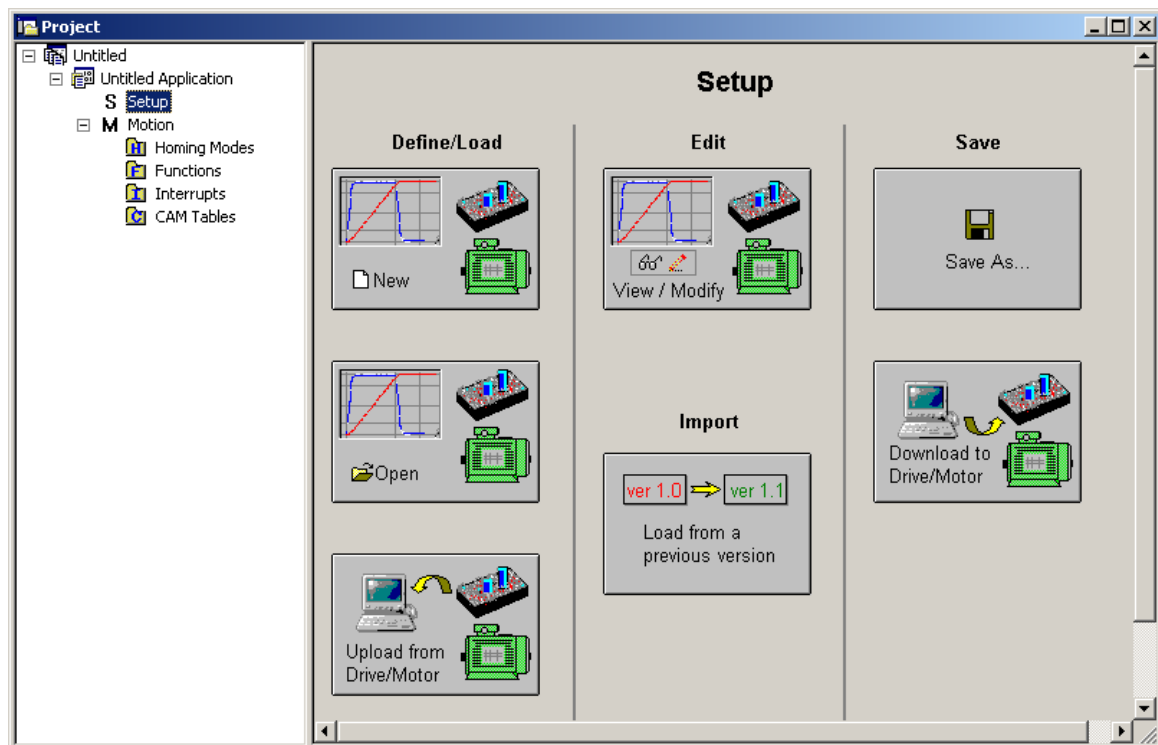 Project
Untitled
Untitled Application
S Setup
M Motion
H Homing Modes
F Functions
I Interrupts
C CAM Tables
Setup
Define/Load
New
Open
Upload from
Drive/Motor
Edit
View / Modify
Import
ver 1.0 ver 1.1
Load from a
previous version
Save
Save As...
Download to
Drive/Motor